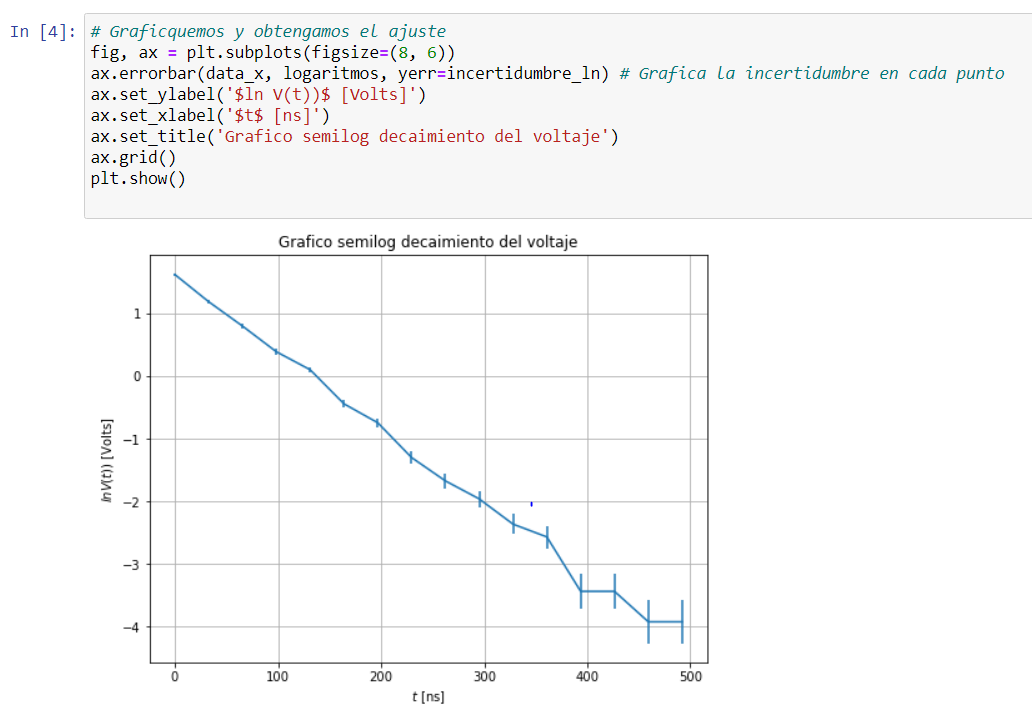 In [4]: # Graficquemos y obtengamos el ajuste
fig, ax = plt.subplots(figsize=(8, 6))
ax.errorbar(data_x, logaritmos, yerr=incertidumbre_ln) # Grafica la incertidumbre en cada punto
ax.set_ylabel('$ln V(t))$ [Volts]')
ax.set_xlabel('$t$ [ns]')
ax.set_title('Grafico semilog decaimiento del voltaje')
ax.grid()
plt.show()
Grafico semilog decaimiento del voltaje
1
0
−1
−2
−3
−4
lnV(t)) [Volts]
0 100 200 300 400 500
t [ns]